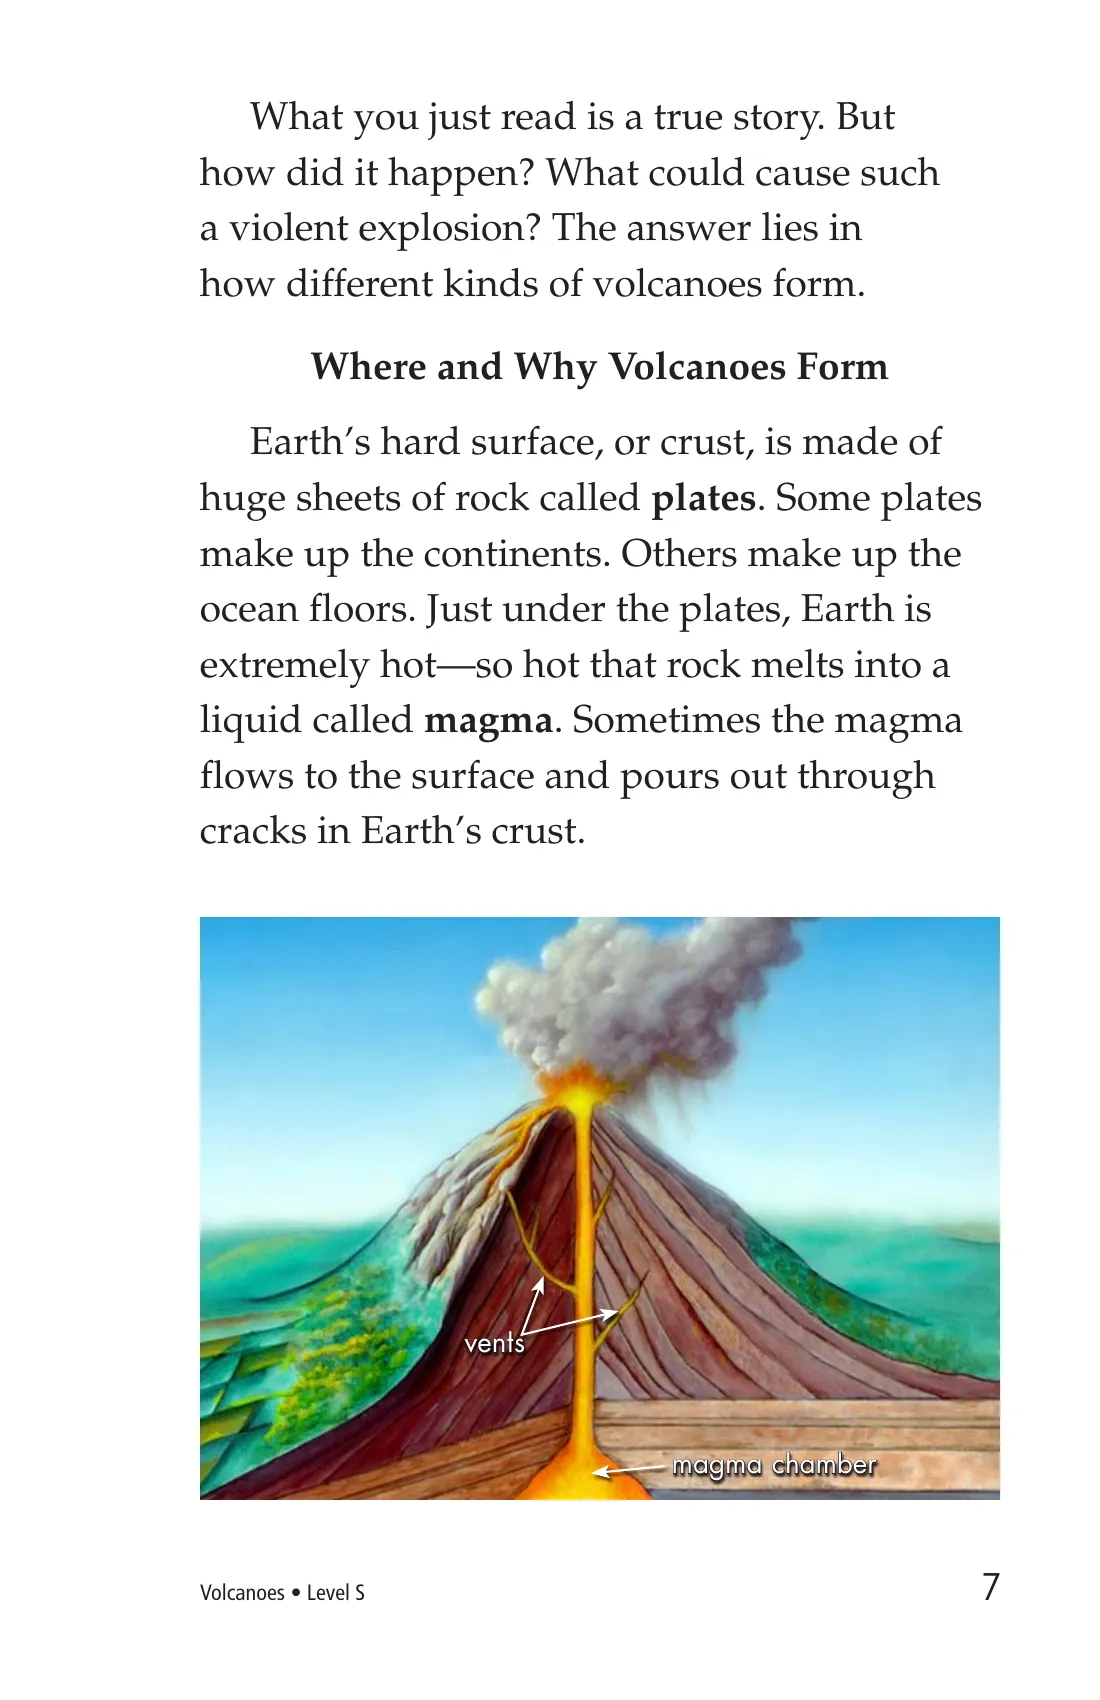 What you just read is a true story. But
how did it happen? What could cause such
a violent explosion? The answer lies in
how different kinds of volcanoes form.
Where and Why Volcanoes Form
Earth’s hard surface, or crust, is made of
huge sheets of rock called plates. Some plates
make up the continents. Others make up the
ocean floors. Just under the plates, Earth is
extremely hot—so hot that rock melts into a
liquid called magma. Sometimes the magma
flows to the surface and pours out through
cracks in Earth’s crust.
vents
magma chamber
Volcanoes • Level S
7